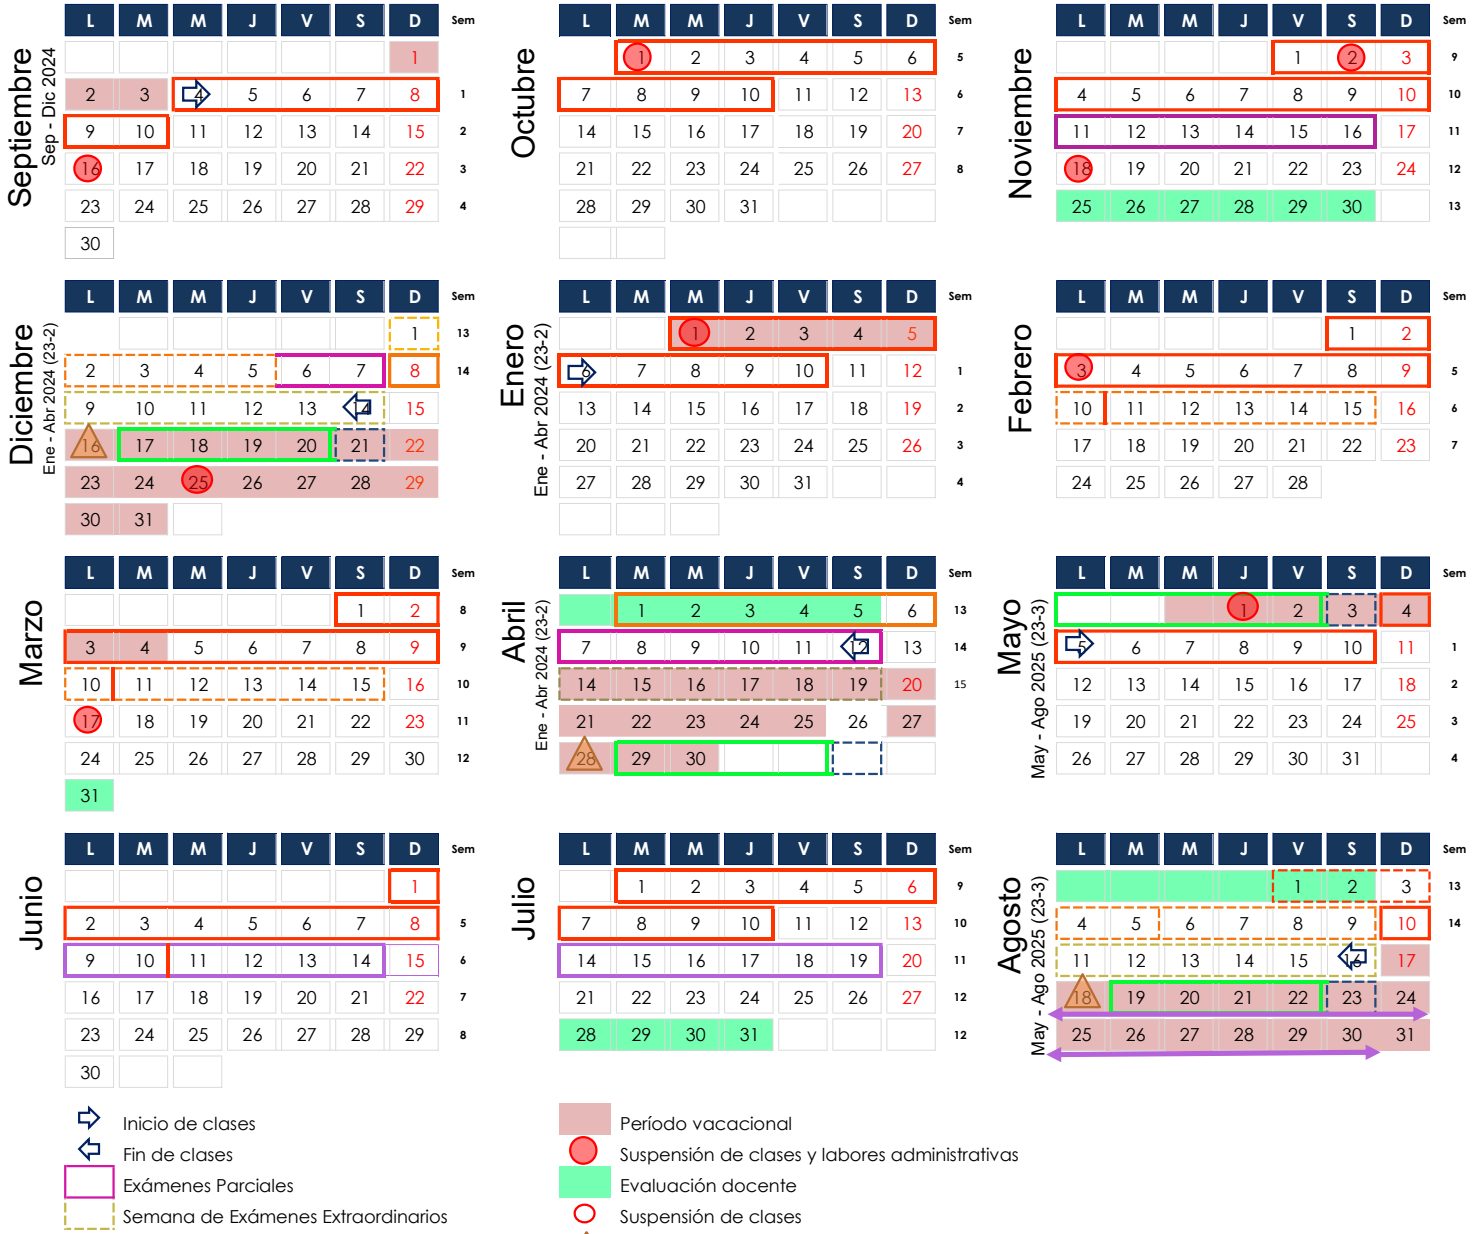 Septiembre
Sep - Dic 2024
L M M J V S D Sem
1
2 3 4 5 6 7 8 1
9 10 11 12 13 14 15 2
16 17 18 19 20 21 22 3
23 24 25 26 27 28 29 4
30
Octubre
L M M J V S D Sem
1 2 3 4 5 6 5
7 8 9 10 11 12 13 6
14 15 16 17 18 19 20 7
21 22 23 24 25 26 27 8
28 29 30 31
Noviembre
L M M J V S D Sem
1 2 3 9
4 5 6 7 8 9 10 10
11 12 13 14 15 16 17 11
18 19 20 21 22 23 24 12
25 26 27 28 29 30 13
Diciembre
Ene - Abr 2024 (23-2)
L M M J V S D Sem
1 13
2 3 4 5 6 7 8 14
9 10 11 12 13 14 15
16 17 18 19 20 21 22
23 24 25 26 27 28 29
30 31
Enero
Ene - Abr 2024 (23-2)
L M M J V S D Sem
1 2 3 4 5
6 7 8 9 10 11 12 1
13 14 15 16 17 18 19 2
20 21 22 23 24 25 26 3
27 28 29 30 31 4
Febrero
L M M J V S D Sem
1 2
3 4 5 6 7 8 9 5
10 11 12 13 14 15 16 6
17 18 19 20 21 22 23 7
24 25 26 27 28
Marzo
L M M J V S D Sem
1 2 8
3 4 5 6 7 8 9 9
10 11 12 13 14 15 16 10
17 18 19 20 21 22 23 11
24 25 26 27 28 29 30 12
31
Abril
Ene - Abr 2024 (23-2)
L M M J V S D Sem
1 2 3 4 5 6 13
7 8 9 10 11 12 13 14
14 15 16 17 18 19 20 15
21 22 23 24 25 26 27
28 29 30
Mayo
May - Ago 2025 (23-3)
L M M J V S D Sem
1 2 3 4
5 6 7 8 9 10 11 1
12 13 14 15 16 17 18 2
19 20 21 22 23 24 25 3
26 27 28 29 30 31 4
Junio
L M M J V S D Sem
1
2 3 4 5 6 7 8 5
9 10 11 12 13 14 15 6
16 17 18 19 20 21 22 7
23 24 25 26 27 28 29 8
30
Julio
L M M J V S D Sem
1 2 3 4 5 6 9
7 8 9 10 11 12 13 10
14 15 16 17 18 19 20 11
21 22 23 24 25 26 27 12
28 29 30 31 12
Agosto
May - Ago 2025 (23-3)
L M M J V S D Sem
1 2 3 13
4 5 6 7 8 9 10 14
11 12 13 14 15 16 17
18 19 20 21 22 23 24
25 26 27 28 29 30 31
Inicio de clases
Fin de clases
Exámenes Parciales
Semana de Exámenes Extraordinarios
Período vacacional
Suspensión de clases y labores administrativas
Evaluación docente
Suspensión de clases